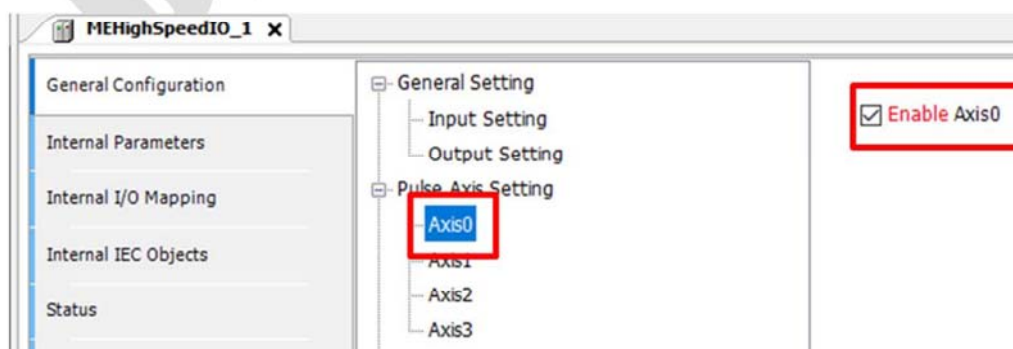 MEHighSpeedIO_1 X
General Configuration
Internal Parameters
Internal I/O Mapping
Internal IEC Objects
Status
General Setting
Input Setting
Output Setting
Pulse Axis Setting
Axis0
Axis1
Axis2
Axis3
Enable Axis0